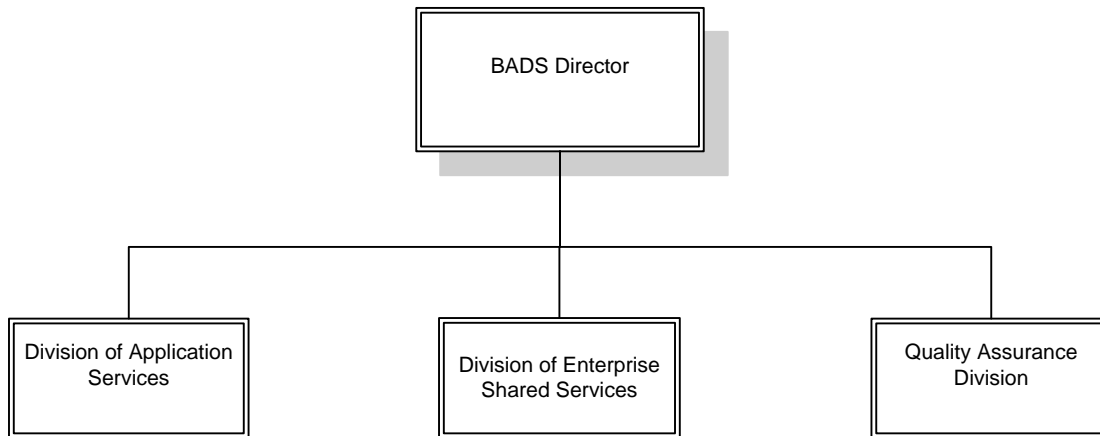 BADS Director
Division of Application
Services
Division of Enterprise
Shared Services
Quality Assurance
Division